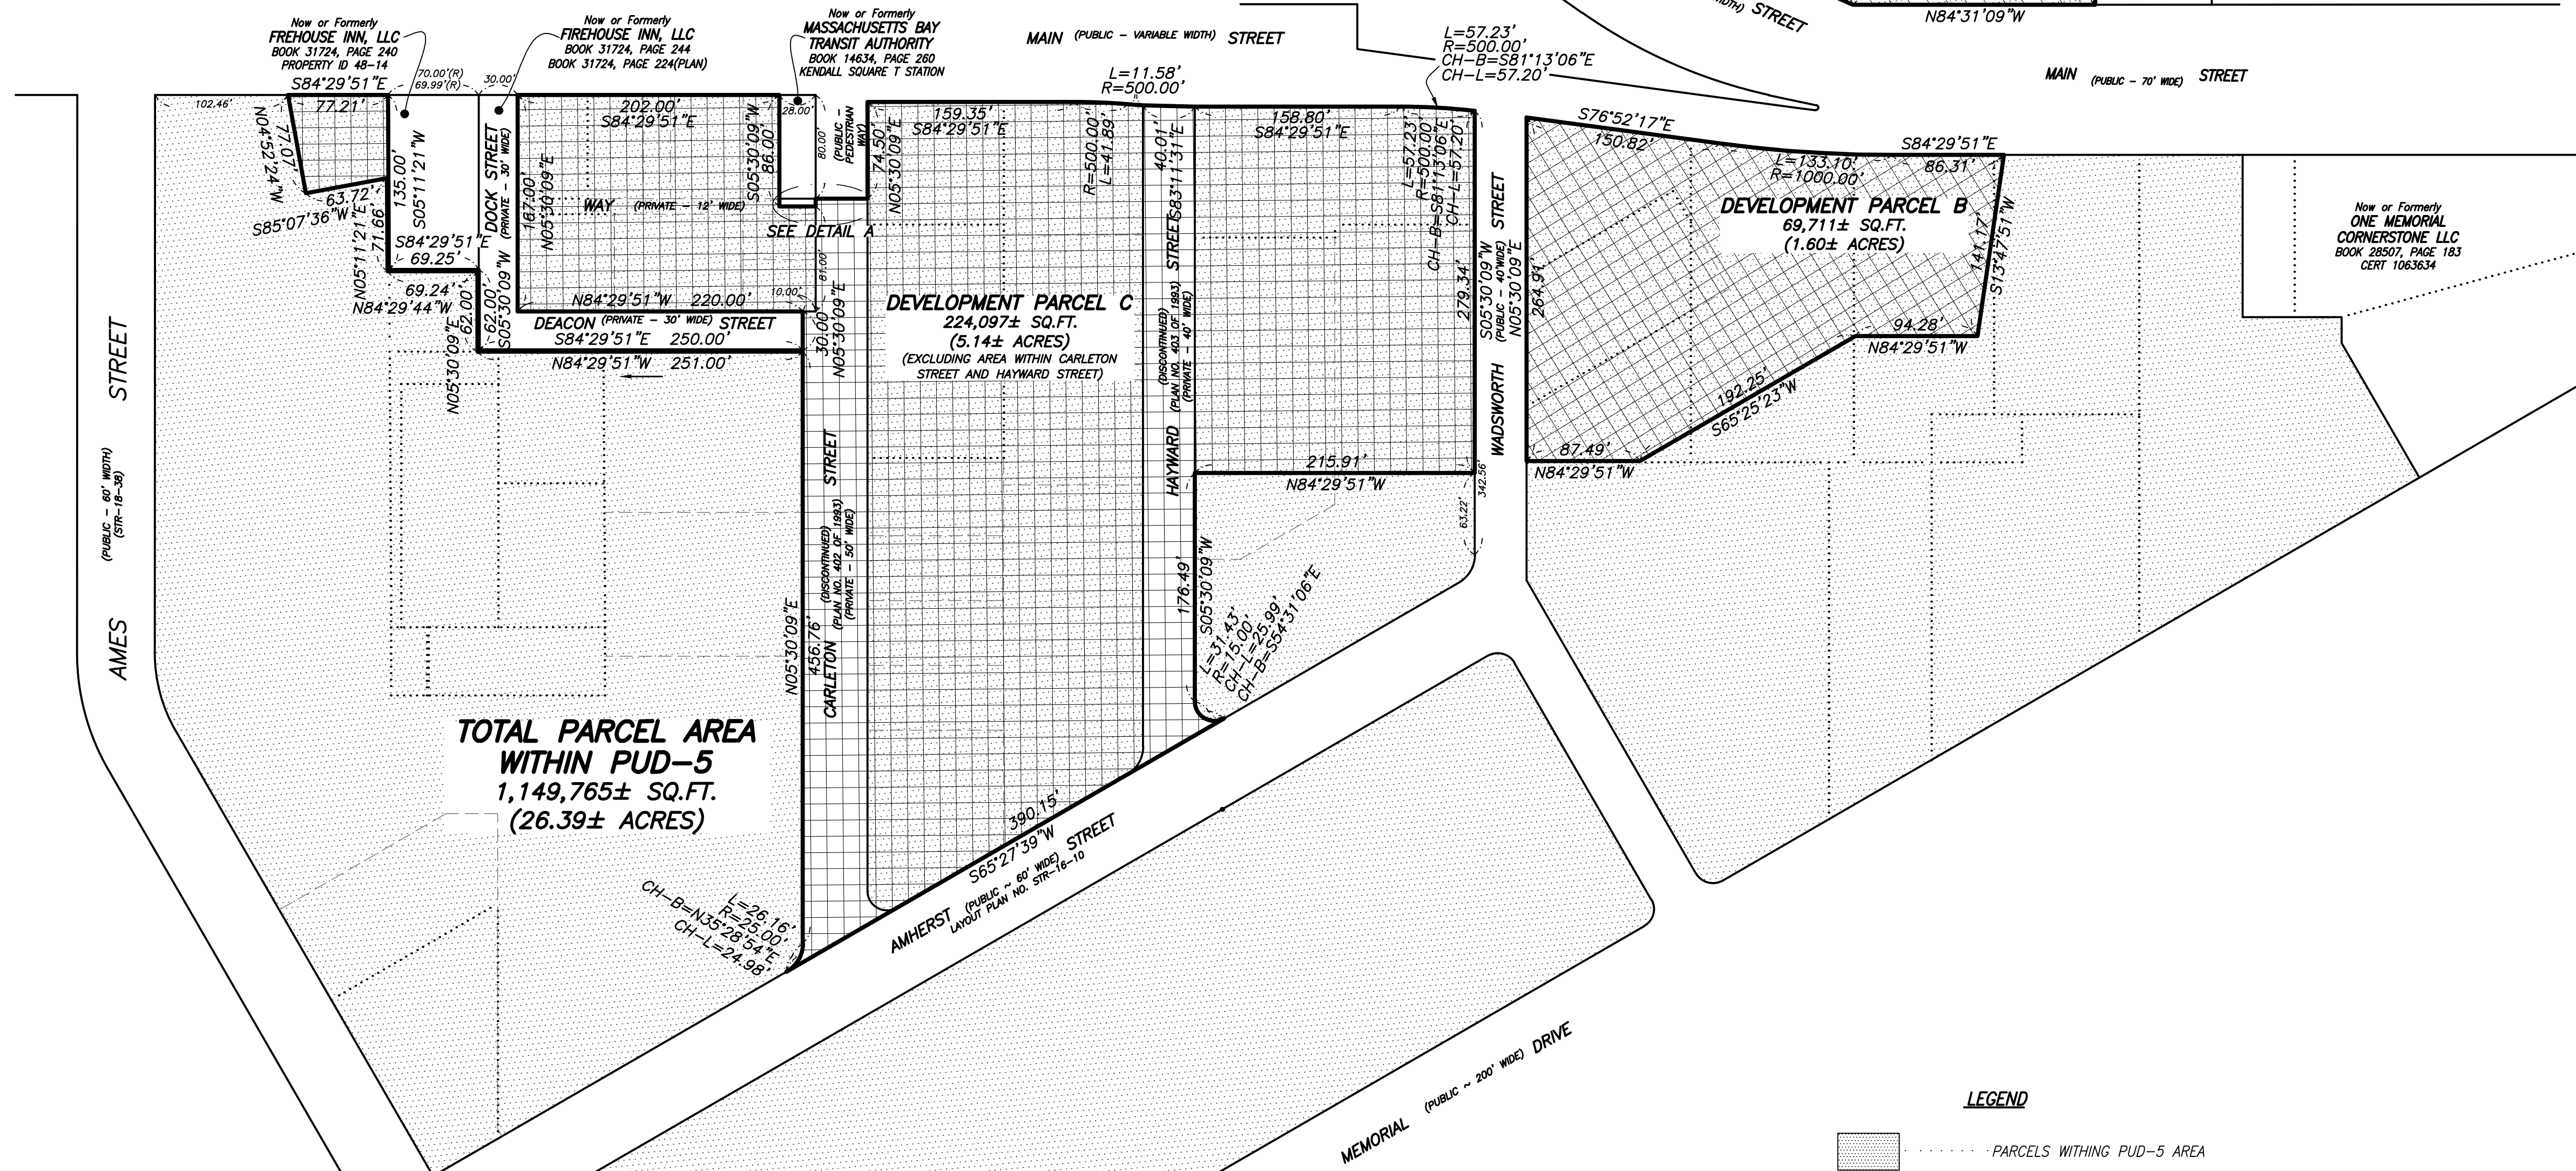 Now or Formerly
FREHOUSE INN, LLC
BOOK 31724, PAGE 240
PROPERTY ID 48-14
Now or Formerly
FIREHOUSE INN, LLC
BOOK 31724, PAGE 244
BOOK 31724, PAGE 224(PLAN)
Now or Formerly
MASSACHUSETTS BAY
TRANSIT AUTHORITY
BOOK 14634, PAGE 260
KENDALL SQUARE T STATION
MAIN (PUBLIC - VARIABLE WIDTH) STREET
L=57.23'
R=500.00'
CH-B=S81°13'06"E
CH-L=57.20'
WIDTH) STREET
N84°31'09"W
MAIN (PUBLIC - 70' WIDE) STREET
S84°29'51"E
77.21'
102.46'
70.00'(R)
69.99'(R)
30.00'
N04°52'24"W
77.07'
63.72'
S85°07'36"W
135.00'
S05°11'21"W
N05°11'21"E
71.66'
S84°29'51"E
69.25'
69.24'
N84°29'44"W
DOCK STREET
(PRIVATE - 30' WIDE)
S05°30'09"W
62.00'
62.00'
N05°30'09"E
202.00'
S84°29'51"E
167.00'
N05°30'09"E
WAY (PRIVATE - 12' WIDE)
S05°30'09"W
86.00'
28.00'
80.00'
(PUBLIC -
PEDESTRIAN
WAY)
74.50'
N05°30'09"E
SEE DETAIL A
81.00'
10.00'
N84°29'51"W 220.00'
DEACON (PRIVATE - 30' WIDE) STREET
S84°29'51"E 250.00'
N84°29'51"W 251.00'
30.00'
N05°30'09"E
159.35'
S84°29'51"E
L=11.58'
R=500.00'
R=500.00'
L=41.89'
40.01'
S83°11'31"E
158.80'
S84°29'51"E
L=57.23'
R=500.00'
CH-B=S81°13'06"E
CH-L=57.20'
DEVELOPMENT PARCEL C
224,097± SQ.FT.
(5.14± ACRES)
(EXCLUDING AREA WITHIN CARLETON
STREET AND HAYWARD STREET)
HAYWARD STREET
(DISCONTINUED)
(PLAN NO. 403 OF 1993)
(PRIVATE - 40' WIDE)
279.34'
S05°30'09"W
WADSWORTH STREET
(PUBLIC - 40' WIDE)
N05°30'09"E
264.91'
S76°52'17"E
150.82'
L=133.10'
R=1000.00'
S84°29'51"E
86.31'
DEVELOPMENT PARCEL B
69,711± SQ.FT.
(1.60± ACRES)
141.17'
S13°47'51"W
94.28'
N84°29'51"W
192.25'
S65°25'23"W
87.49'
N84°29'51"W
Now or Formerly
ONE MEMORIAL
CORNERSTONE LLC
BOOK 28507, PAGE 183
CERT 1063634
215.91'
N84°29'51"W
342.56'
63.22'
AMES STREET
(PUBLIC - 60' WIDTH)
(STR-18-38)
CARLETON STREET
(DISCONTINUED)
(PLAN NO. 402 OF 1993)
(PRIVATE - 50' WIDE)
N05°30'09"E
456.76'
176.49'
S05°30'09"W
L=31.43'
R=15.00'
CH-L=25.99'
CH-B=S54°31'06"E
TOTAL PARCEL AREA
WITHIN PUD-5
1,149,765± SQ.FT.
(26.39± ACRES)
L=26.16'
R=25.00'
CH-B=N35°28'54"E
CH-L=24.98'
390.15'
S65°27'39"W
AMHERST (PUBLIC ~ 60' WIDE) STREET
LAYOUT PLAN NO. STR-16-10
MEMORIAL (PUBLIC ~ 200' WIDE) DRIVE
LEGEND
PARCELS WITHING PUD-5 AREA